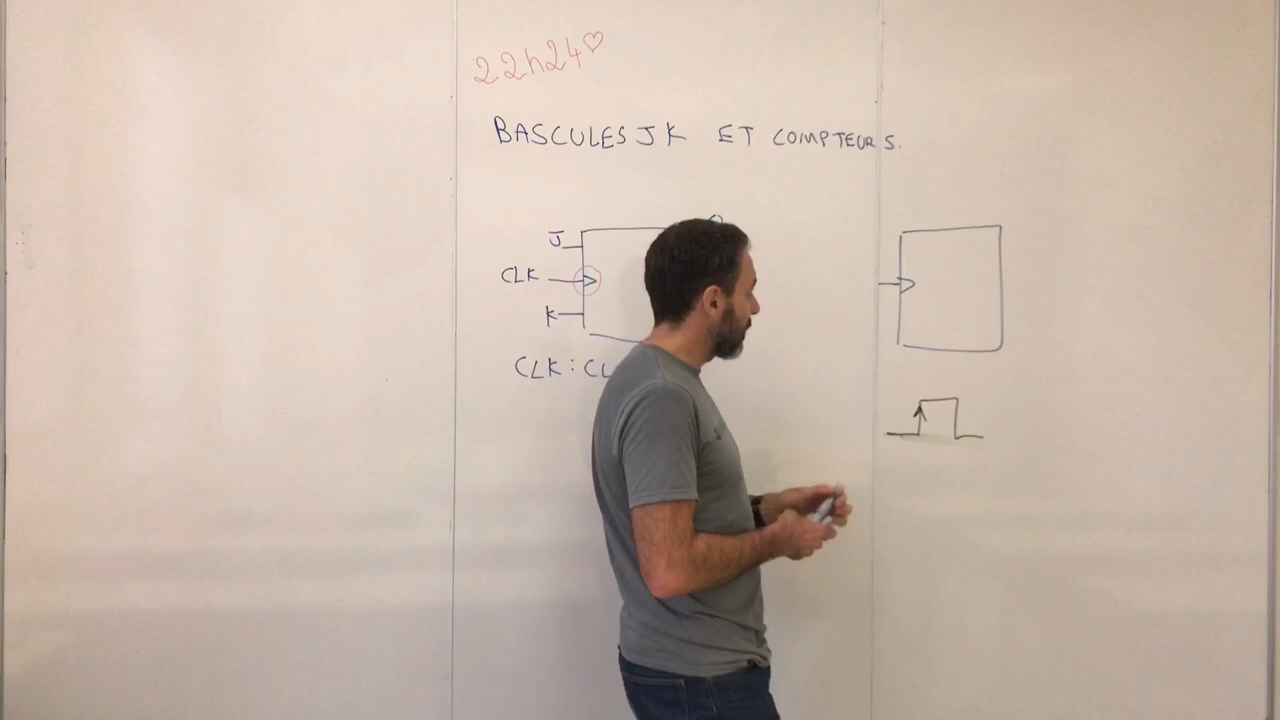 22h24♡
BASCULES JK ET COMPTEURS.
J
CLK
K
CLK : CL